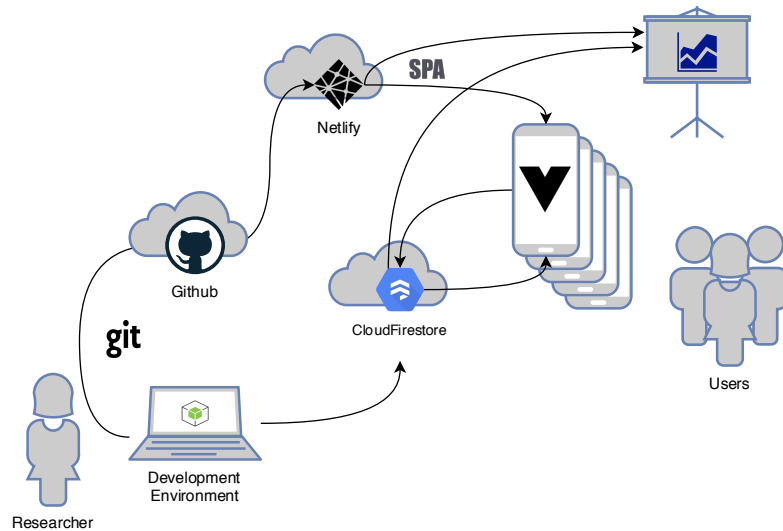 SPA
Netlify
Github
CloudFirestore
git
Users
Development
Environment
Researcher